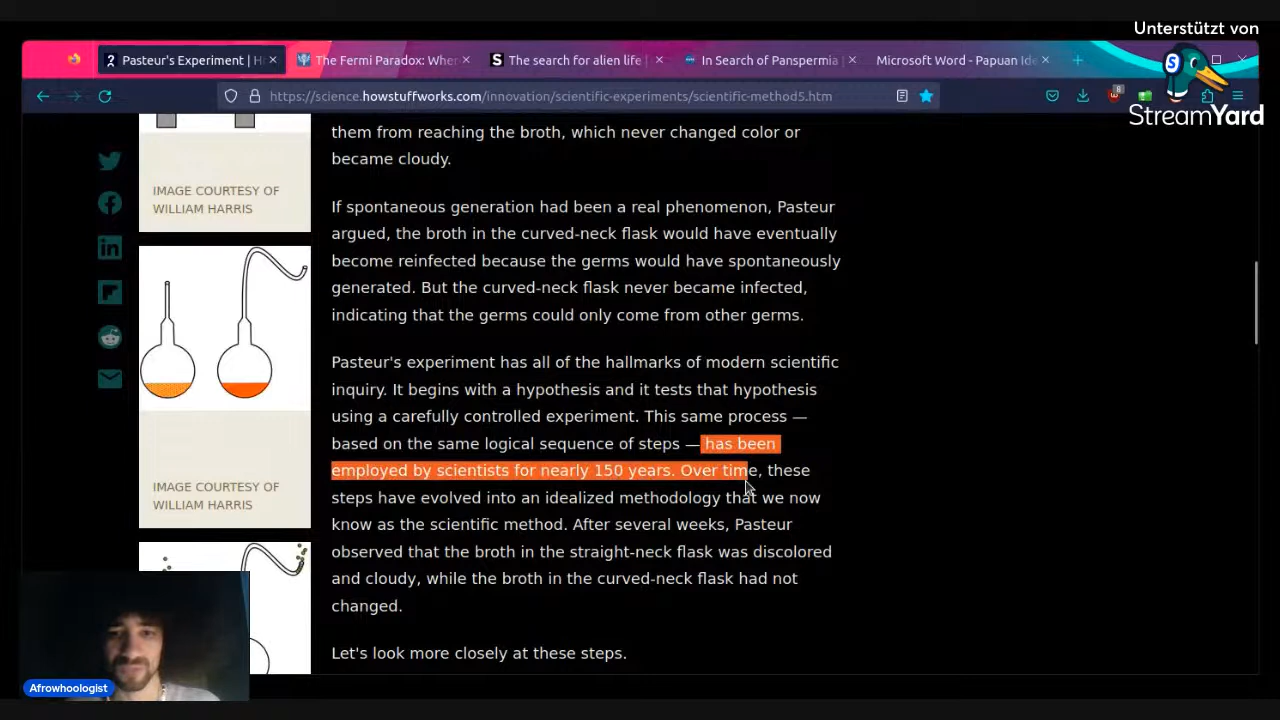 Unterstützt von
StreamYard
Pasteur's Experiment | H
The Fermi Paradox: Wher
The search for alien life |
In Search of Panspermia |
Microsoft Word - Papuan Ide
https://science.howstuffworks.com/innovation/scientific-experiments/scientific-method5.htm
8
IMAGE COURTESY OF
WILLIAM HARRIS
IMAGE COURTESY OF
WILLIAM HARRIS
them from reaching the broth, which never changed color or
became cloudy.
If spontaneous generation had been a real phenomenon, Pasteur
argued, the broth in the curved-neck flask would have eventually
become reinfected because the germs would have spontaneously
generated. But the curved-neck flask never became infected,
indicating that the germs could only come from other germs.
Pasteur's experiment has all of the hallmarks of modern scientific
inquiry. It begins with a hypothesis and it tests that hypothesis
using a carefully controlled experiment. This same process —
based on the same logical sequence of steps — has been
employed by scientists for nearly 150 years. Over time, these
steps have evolved into an idealized methodology that we now
know as the scientific method. After several weeks, Pasteur
observed that the broth in the straight-neck flask was discolored
and cloudy, while the broth in the curved-neck flask had not
changed.
Let's look more closely at these steps.
Afrowhoologist